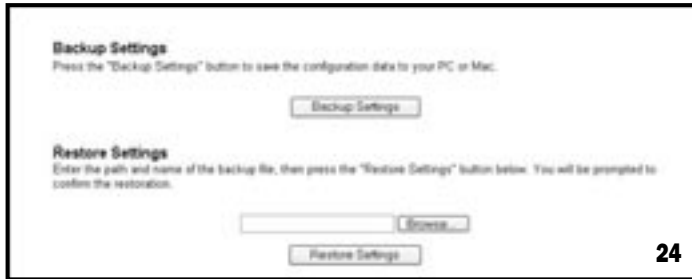 Backup Settings
Press the "Backup Settings" button to save the configuration data to your PC or Mac.
Backup Settings
Restore Settings
Enter the path and name of the backup file, then press the "Restore Settings" button below. You will be prompted to
confirm the restoration.
Browse...
Restore Settings
24